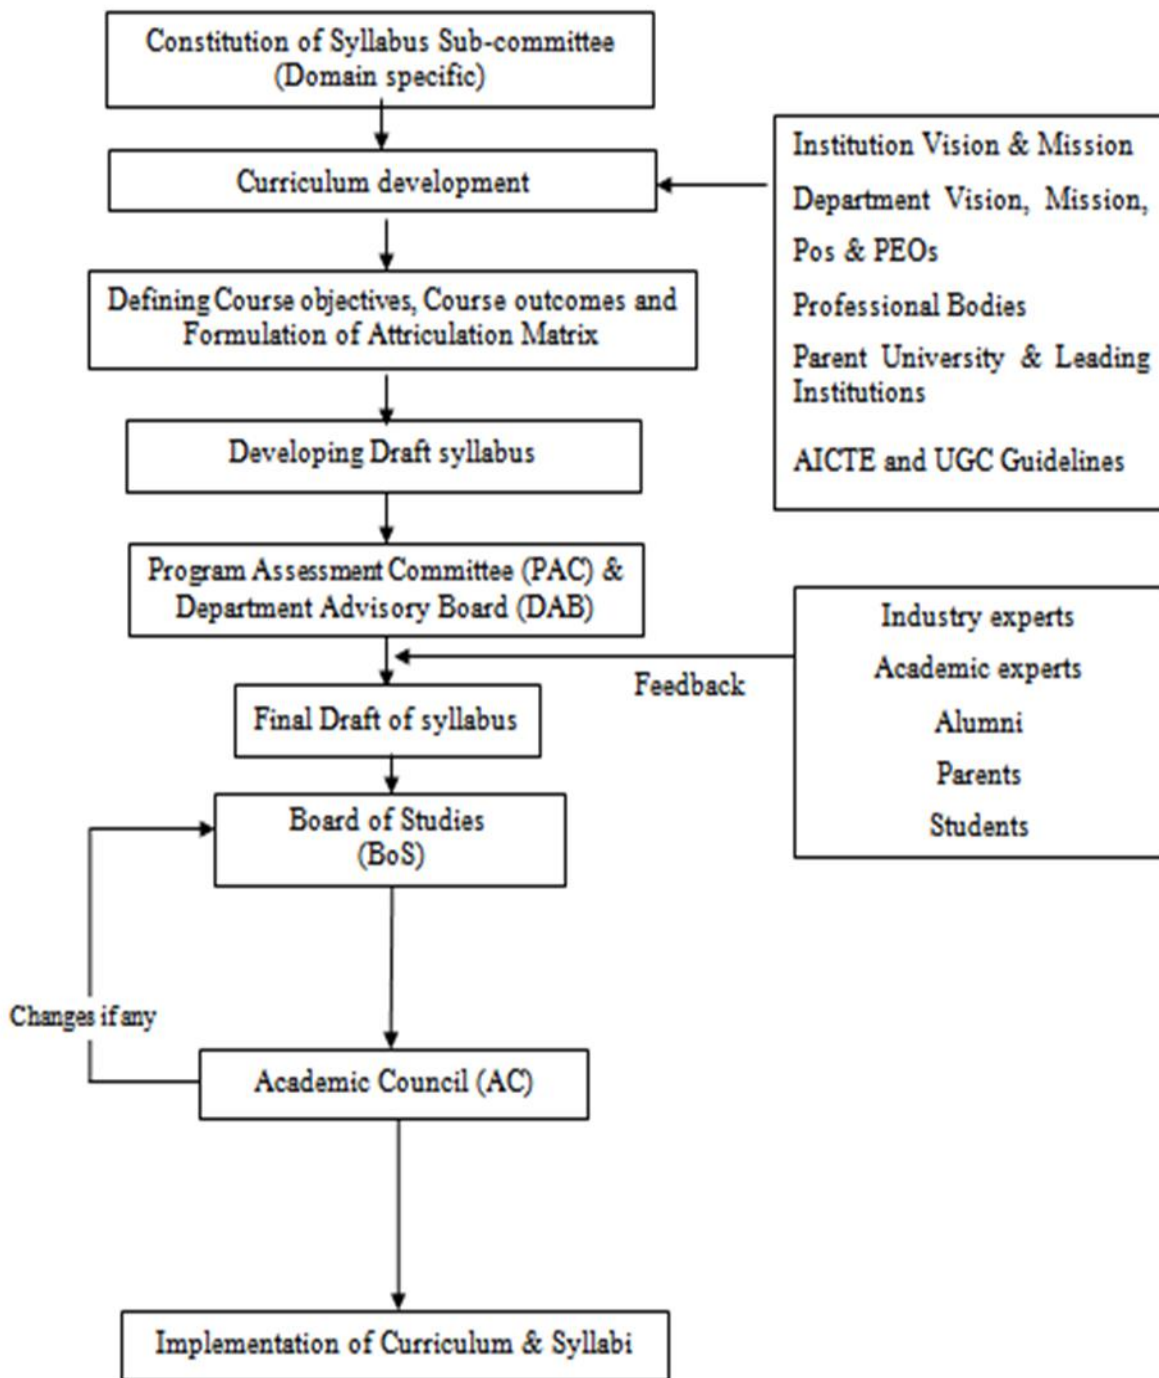 Constitution of Syllabus Sub-committee
(Domain specific)
Curriculum development
Institution Vision & Mission
Department Vision, Mission,
Pos & PEOs
Professional Bodies
Parent University & Leading
Institutions
AICTE and UGC Guidelines
Defining Course objectives, Course outcomes and
Formulation of Attriculation Matrix
Developing Draft syllabus
Program Assessment Committee (PAC) &
Department Advisory Board (DAB)
Industry experts
Academic experts
Alumni
Parents
Students
Feedback
Final Draft of syllabus
Board of Studies
(BoS)
Changes if any
Academic Council (AC)
Implementation of Curriculum & Syllabi